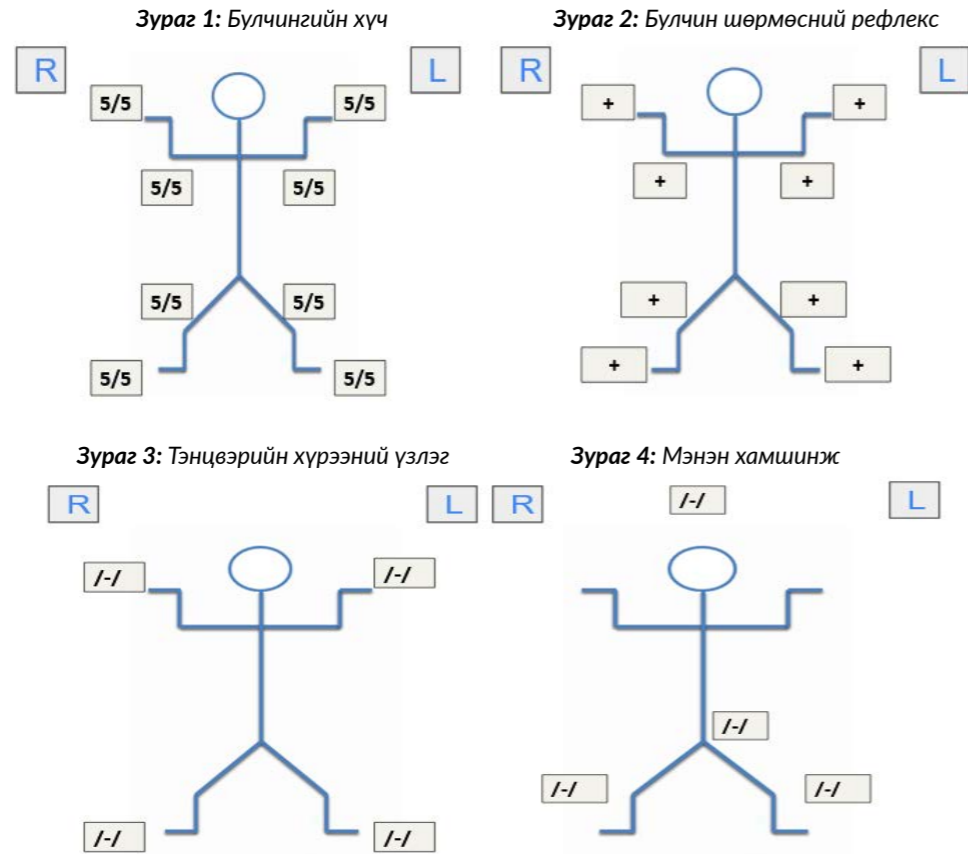 Зураг 1: Булчингийн хүч
R
L
5/5
5/5
5/5
5/5
5/5
5/5
5/5
5/5
Зураг 2: Булчин шөрмөсний рефлекс
R
L
+
+
+
+
+
+
+
+
Зураг 3: Тэнцвэрийн хүрээний үзлэг
R
L
/-/
/-/
/-/
/-/
Зураг 4: Мэнэн хамшинж
R
/-/
L
/-/
/-/
/-/